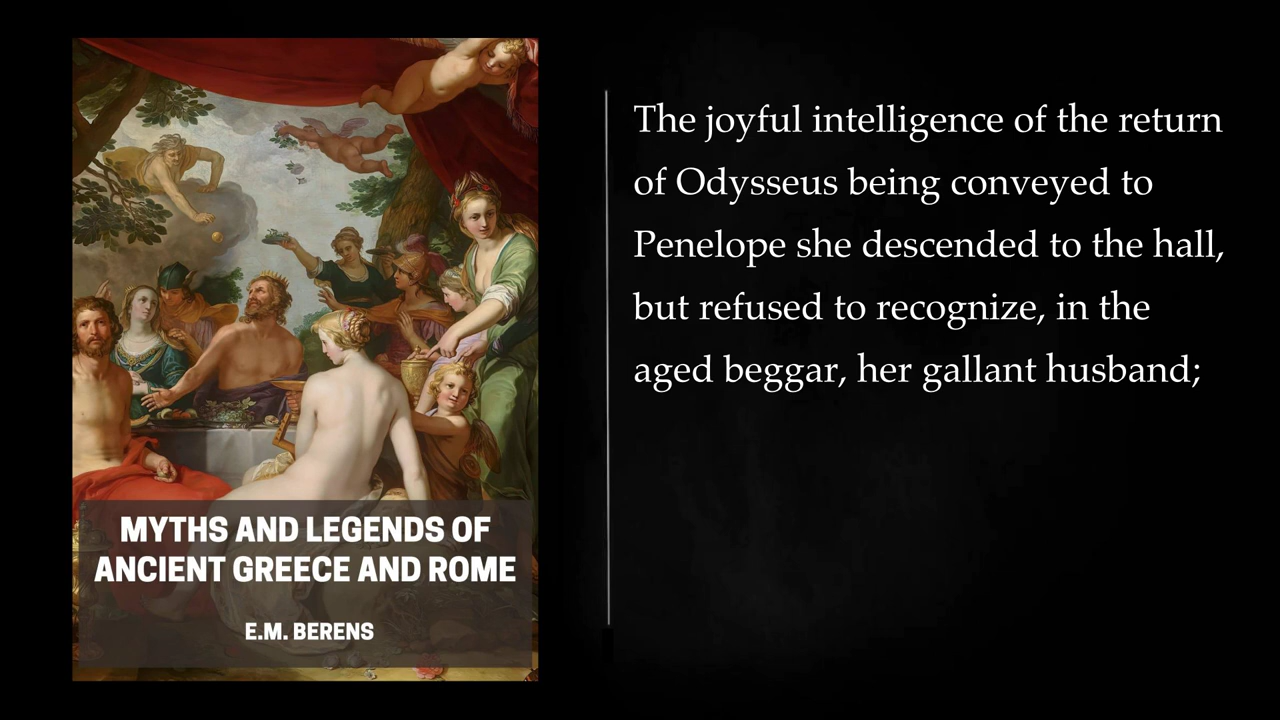 MYTHS AND LEGENDS OF
ANCIENT GREECE AND ROME
E.M. BERENS
The joyful intelligence of the return
of Odysseus being conveyed to
Penelope she descended to the hall,
but refused to recognize, in the
aged beggar, her gallant husband;